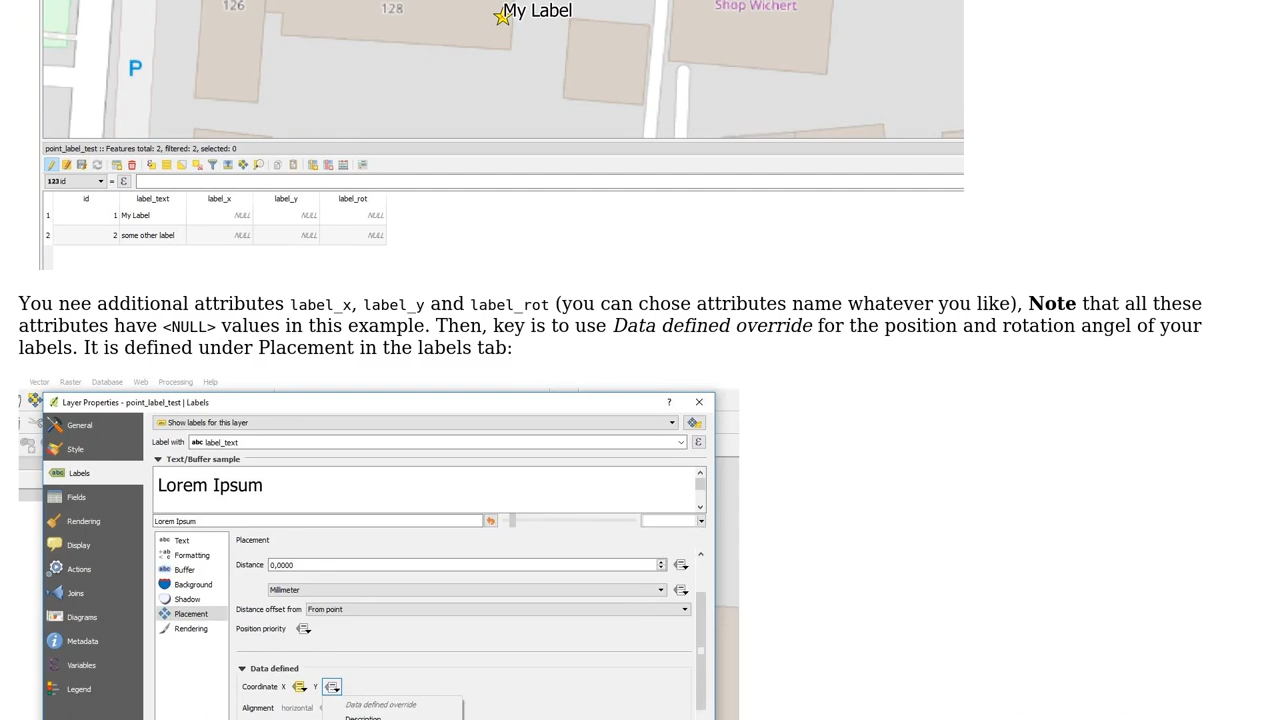 126
128
My Label
Shop Wichert
P
point_label_test :: Features total: 2, filtered: 2, selected: 0
123 id = ε
id label_text label_x label_y label_rot
1 1 My Label NULL NULL NULL
2 2 some other label NULL NULL NULL
You nee additional attributes label_x, label_y and label_rot (you can chose attributes name whatever you like), Note that all these
attributes have <NULL> values in this example. Then, key is to use Data defined override for the position and rotation angel of your
labels. It is defined under Placement in the labels tab:
Vector Raster Database Web Processing Help
Layer Properties - point_label_test | Labels ? ×
General
Style
Labels
Fields
Rendering
Display
Actions
Joins
Diagrams
Metadata
Variables
Legend
Show labels for this layer
Label with abc label_text ε
Text/Buffer sample
Lorem Ipsum
Lorem Ipsum
Text
Formatting
Buffer
Background
Shadow
Placement
Rendering
Placement
Distance 0,0000
Millimeter
Distance offset from From point
Position priority
Data defined
Coordinate X Y
Alignment horizontal
Data defined override
Description